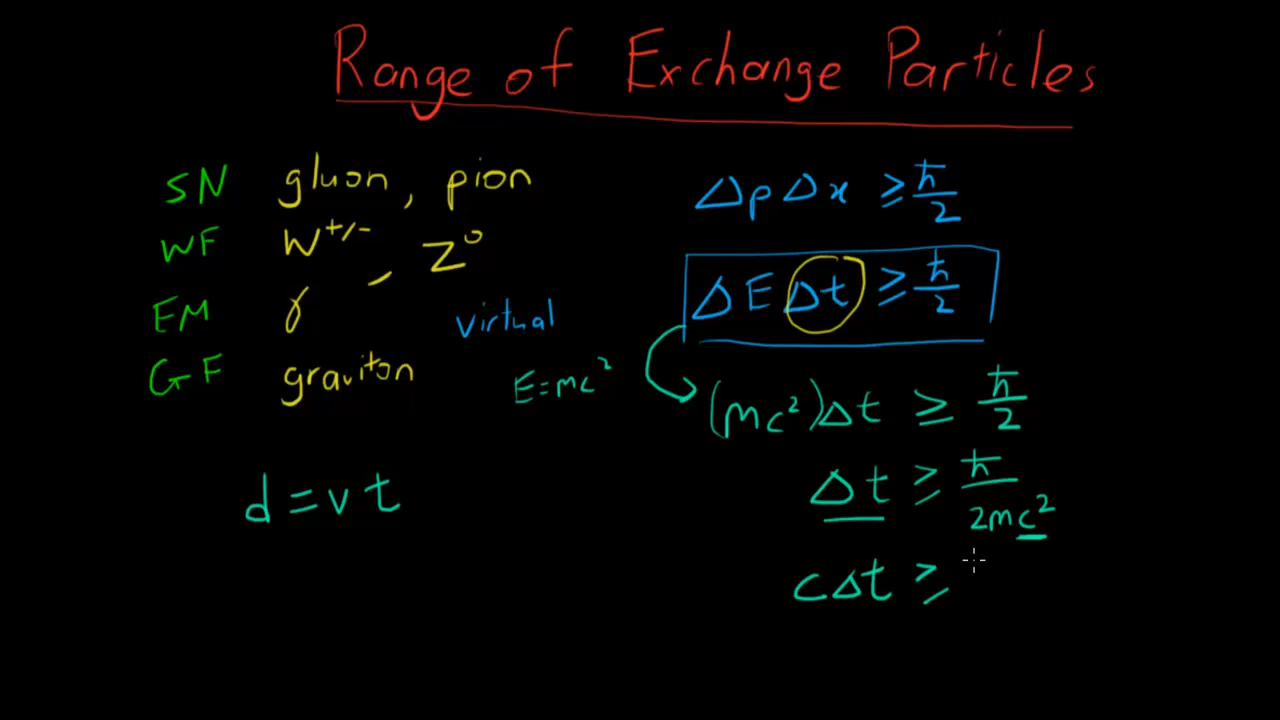 Range of Exchange Particles
SN gluon, pion
WF W⁺/⁻, Z⁰
EM γ
virtual
GF graviton
E=mc²
d = vt
ΔpΔx ≥ ħ/2
ΔEΔt ≥ ħ/2
(mc²)Δt ≥ ħ/2
Δt ≥ ħ/2mc²
cΔt ≥